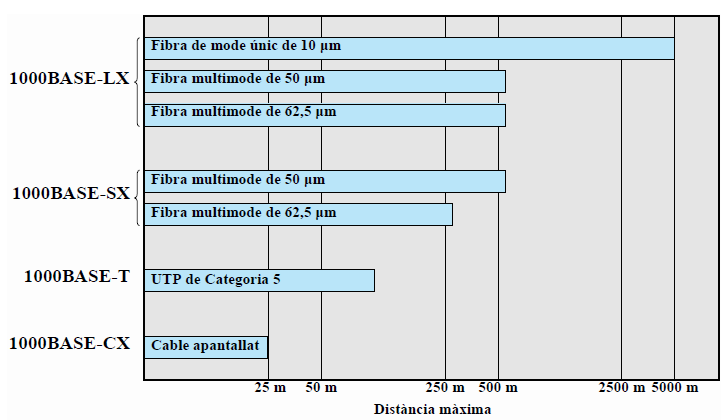 Fibra de mode únic de 10 μm
1000BASE-LX
Fibra multimode de 50 μm
Fibra multimode de 62,5 μm
1000BASE-SX
Fibra multimode de 50 μm
Fibra multimode de 62,5 μm
1000BASE-T
UTP de Categoria 5
1000BASE-CX
Cable apantallat
25 m 50 m 250 m 500 m 2500 m 5000 m
Distància màxima